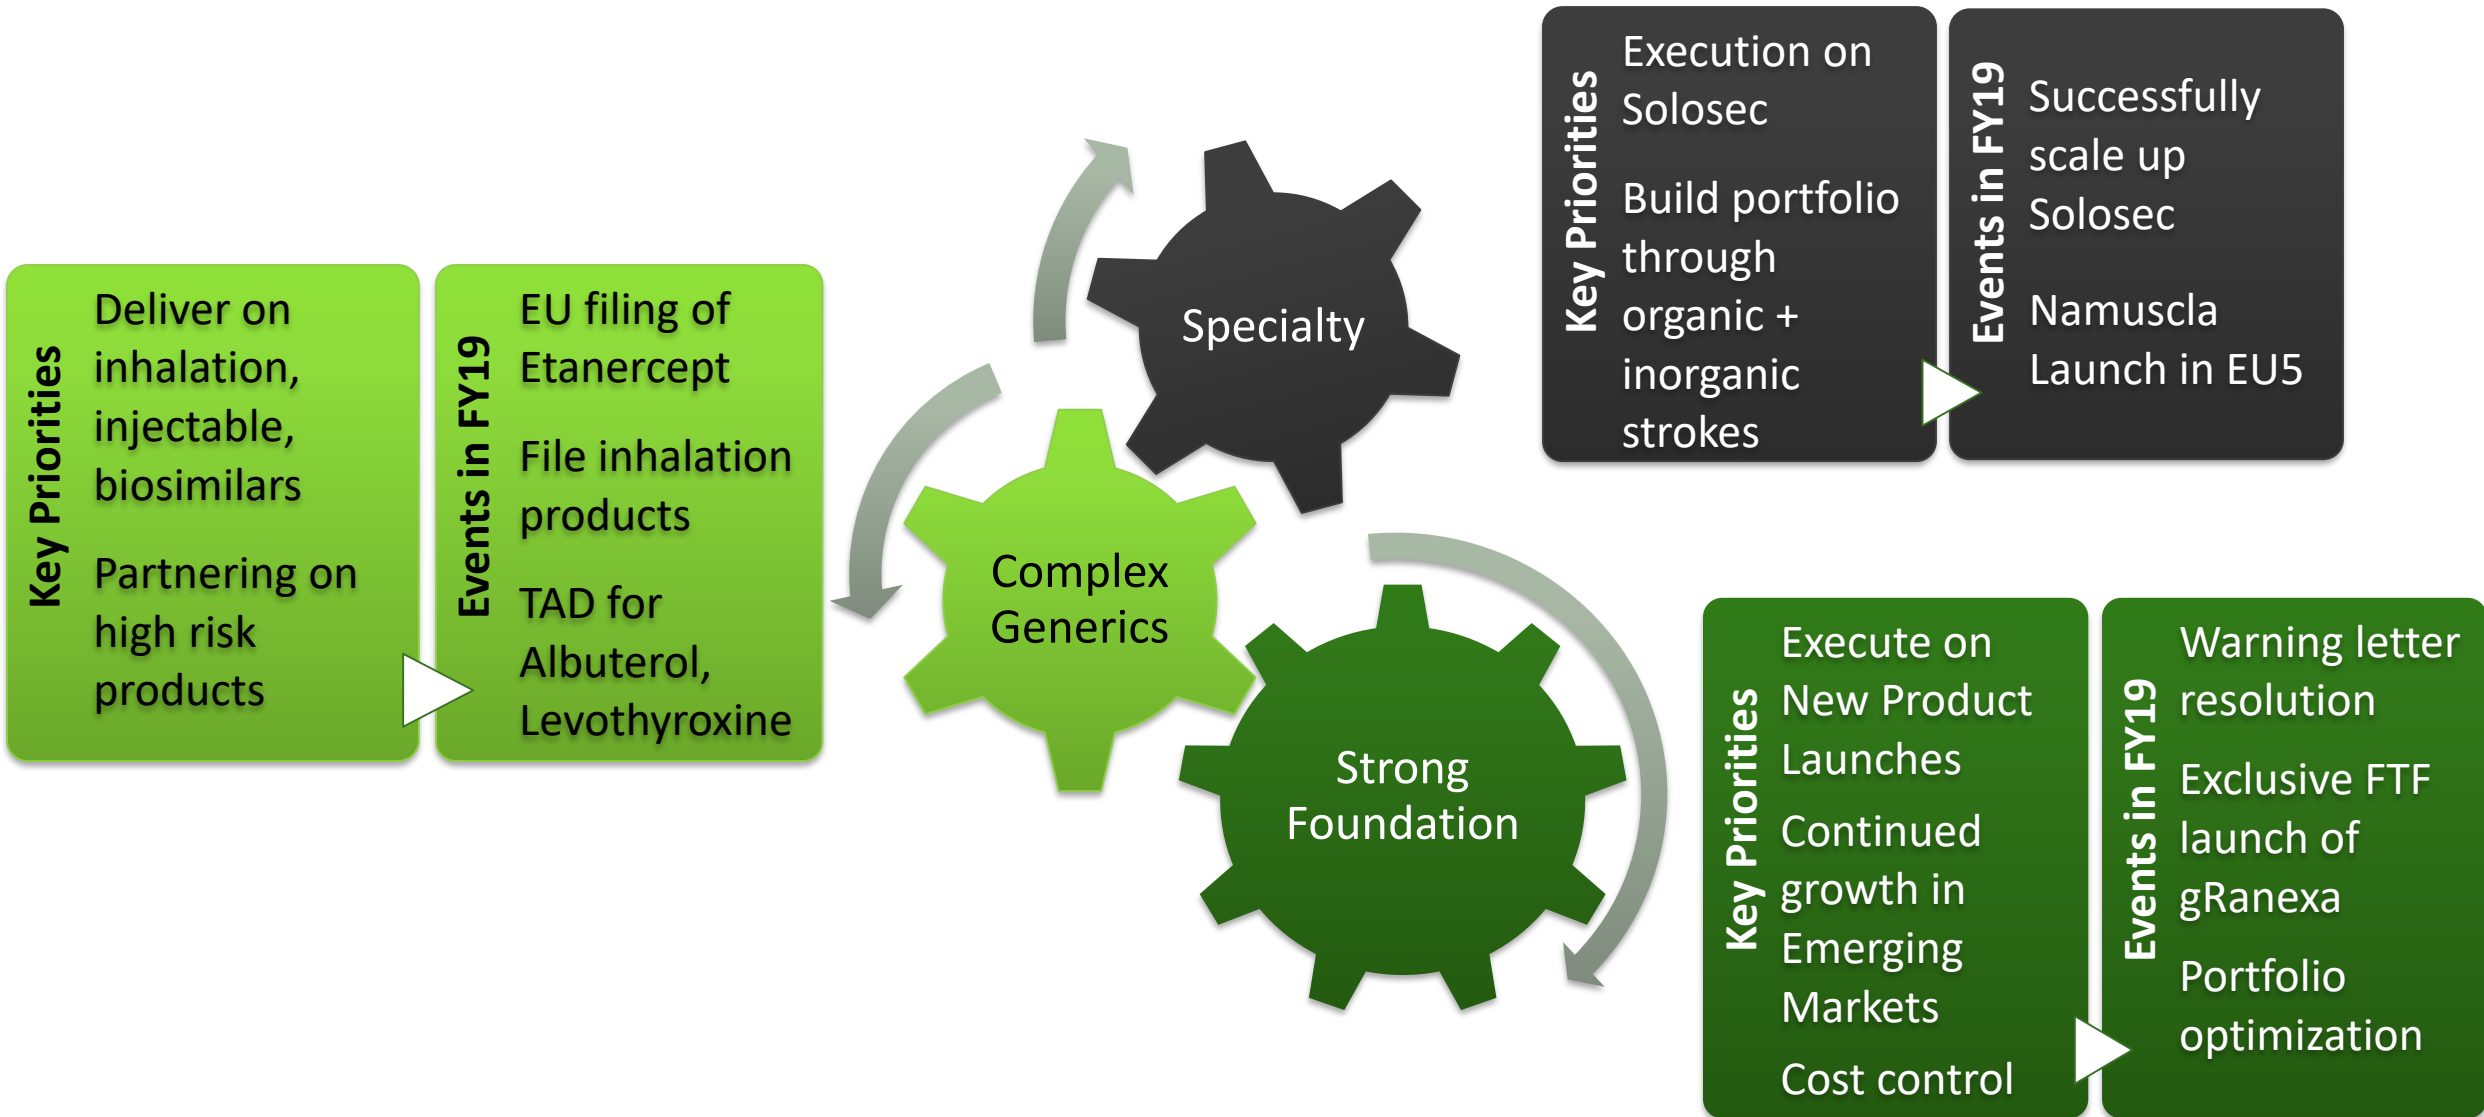 Key Priorities
Deliver on
inhalation,
injectable,
biosimilars
Partnering on
high risk
products
Events in FY19
EU filing of
Etanercept
File inhalation
products
TAD for
Albuterol,
Levothyroxine
Specialty
Complex
Generics
Strong
Foundation
Key Priorities
Execution on
Solosec
Build portfolio
through
organic +
inorganic
strokes
Events in FY19
Successfully
scale up
Solosec
Namuscla
Launch in EU5
Key Priorities
Execute on
New Product
Launches
Continued
growth in
Emerging
Markets
Cost control
Events in FY19
Warning letter
resolution
Exclusive FTF
launch of
gRanexa
Portfolio
optimization